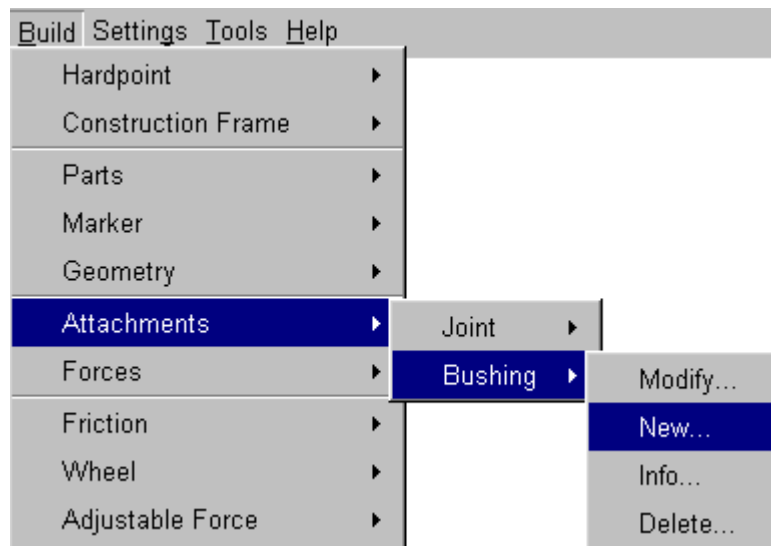 Build Settings Tools Help
Hardpoint
Construction Frame
Parts
Marker
Geometry
Attachments
Forces
Friction
Wheel
Adjustable Force
Joint
Bushing
Modify...
New...
Info...
Delete...